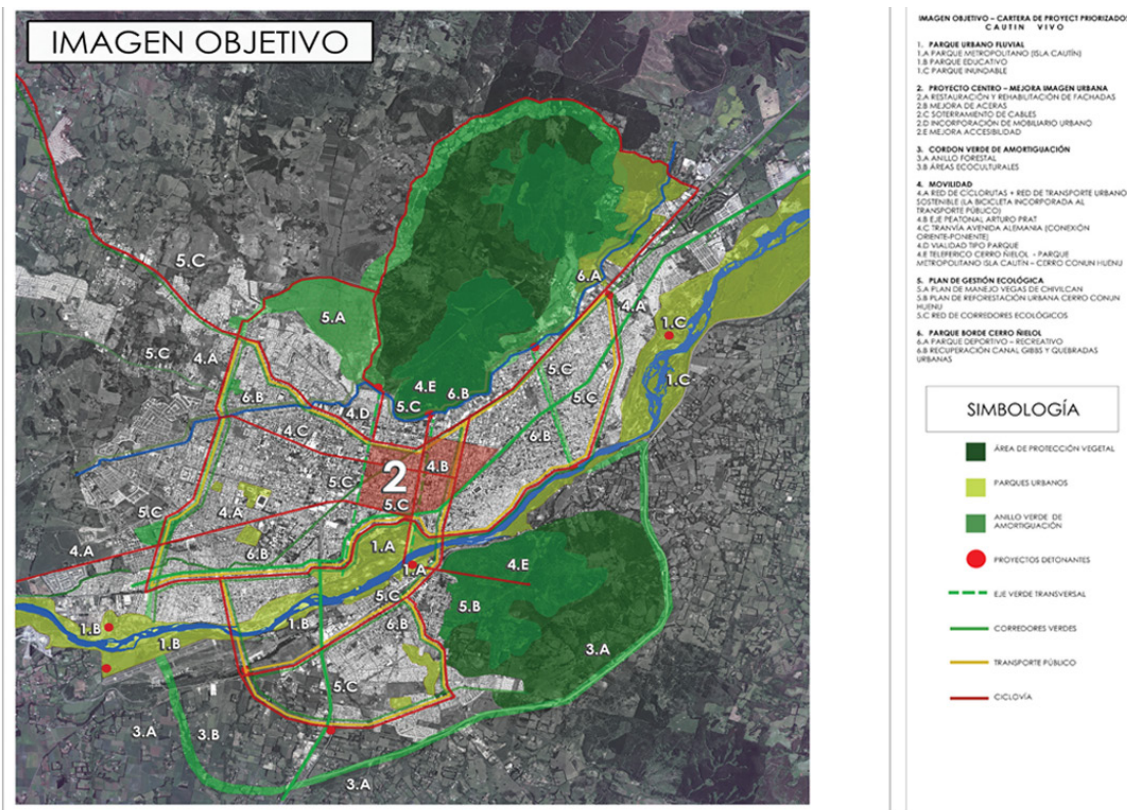 IMAGEN OBJETIVO
5.C
5.A
6.A
4.A
1.C
1.C
5.C
4.A
6.B
4.E
6.B
5.C
4.D
5.C
5.C
4.C
6.B
2
4.B
5.C
5.C
5.C
4.A
4.A
6.B
1.A
1.A
4.E
5.C
5.B
1.B
1.B
1.B
6.B
3.A
5.C
3.A
3.B
3.A
IMAGEN OBJETIVO – CARTERA DE PROYECT PRIORIZADOS
CAUTIN VIVO
1. PARQUE URBANO FLUVIAL
1.A PARQUE METROPOLITANO (ISLA CAUTÍN)
1.B PARQUE EDUCATIVO
1.C PARQUE INUNDABLE
2. PROYECTO CENTRO – MEJORA IMAGEN URBANA
2.A RESTAURACIÓN Y REHABILITACIÓN DE FACHADAS
2.B MEJORA DE ACERAS
2.C SOTERRAMIENTO DE CABLES
2.D INCORPORACIÓN DE MOBILIARIO URBANO
2.E MEJORA ACCESIBILIDAD
3. CORDON VERDE DE AMORTIGUACIÓN
3.A ANILLO FORESTAL
3.B ÁREAS ECOCULTURALES
4. MOVILIDAD
4.A RED DE CICLORUTAS + RED DE TRANSPORTE URBANO
SOSTENIBLE (LA BICICLETA INCORPORADA AL
TRANSPORTE PÚBLICO)
4.B EJE PEATONAL ARTURO PRAT
4.C TRANVÍA AVENIDA ALEMANIA (CONEXIÓN
ORIENTE-PONIENTE)
4.D VIALIDAD TIPO PARQUE
4.E TELEFERICO CERRO ÑIELOL - PARQUE
METROPOLITANO ISLA CAUTÍN – CERRO CONUN HUENU
5. PLAN DE GESTIÓN ECOLÓGICA
5.A PLAN DE MANEJO VEGAS DE CHIVILCAN
5.B PLAN DE REFORESTACIÓN URBANA CERRO CONUN
HUENU
5.C RED DE CORREDORES ECOLÓGICOS
6. PARQUE BORDE CERRO ÑIELOL
6.A PARQUE DEPORTIVO – RECREATIVO
6.B RECUPERACIÓN CANAL GIBBS Y QUEBRADAS
URBANAS
SIMBOLOGÍA
ÁREA DE PROTECCIÓN VEGETAL
PARQUES URBANOS
ANILLO VERDE DE
AMORTIGUACIÓN
PROYECTOS DETONANTES
EJE VERDE TRANSVERSAL
CORREDORES VERDES
TRANSPORTE PÚBLICO
CICLOVÍA